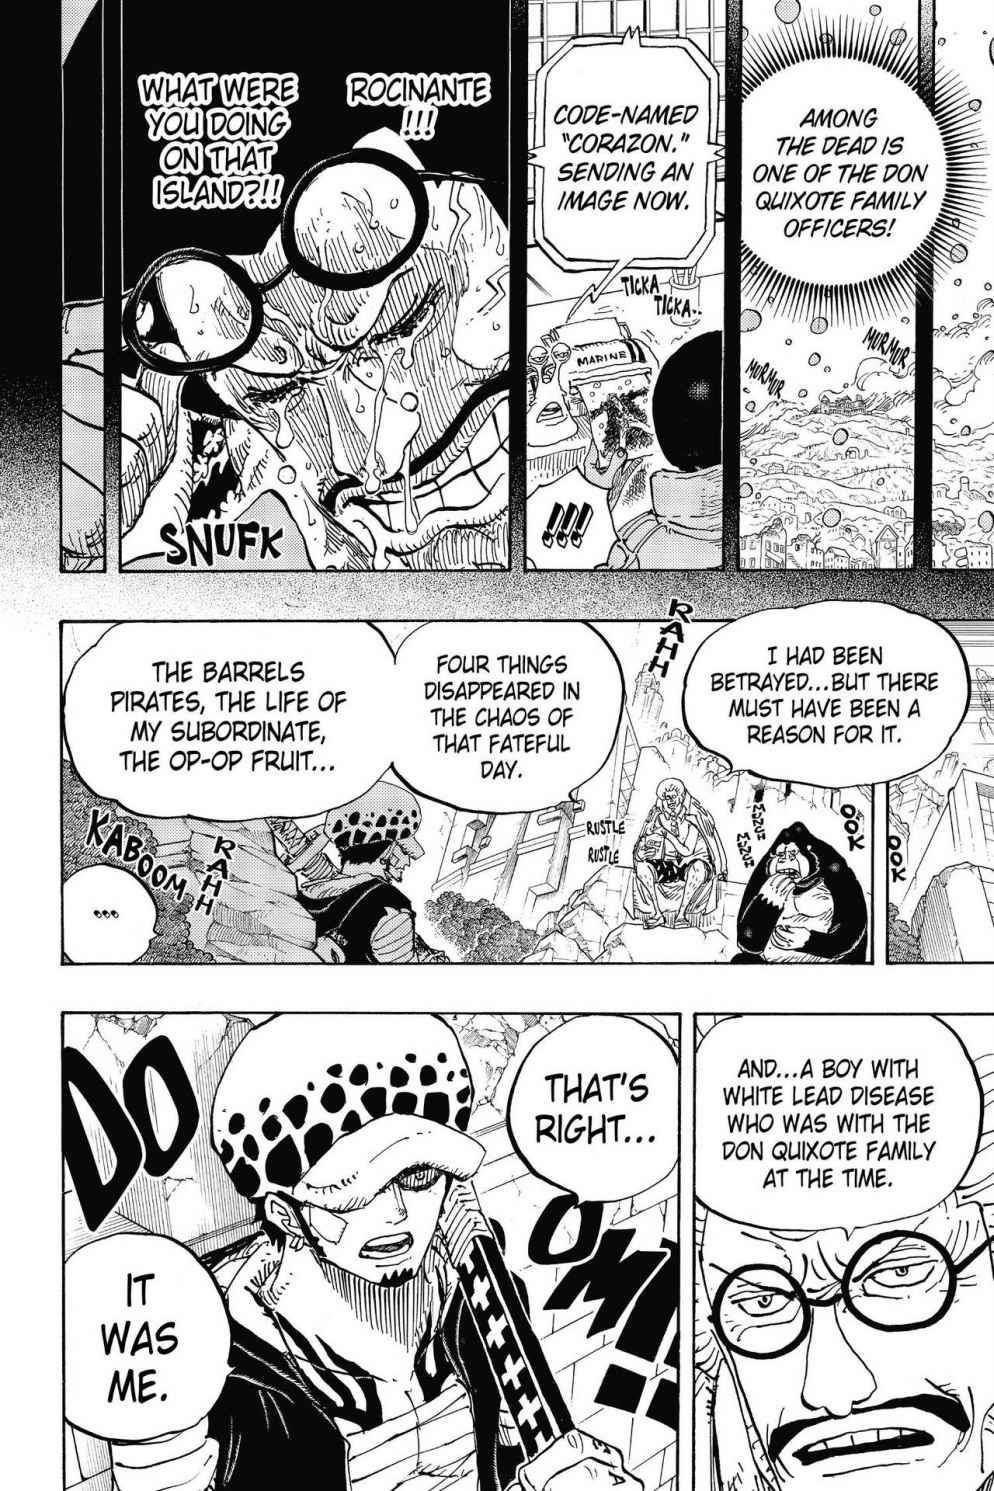 AMONG
THE DEAD IS
ONE OF THE DON
QUIXOTE FAMILY
OFFICERS!
MURMUR
MURMUR
CODE-NAMED
"CORAZON."
SENDING AN
IMAGE NOW.
TICKA
TICKA..
MARINE
!!!
ROCINANTE
!!!
WHAT WERE
YOU DOING
ON THAT
ISLAND?!!
SNUFK
I HAD BEEN
BETRAYED...BUT THERE
MUST HAVE BEEN A
REASON FOR IT.
RAHH
OOK
OOK
MUNCH
MUNCH
RUSTLE
RUSTLE
FOUR THINGS
DISAPPEARED IN
THE CHAOS OF
THAT FATEFUL
DAY.
THE BARRELS
PIRATES, THE LIFE OF
MY SUBORDINATE,
THE OP-OP FRUIT...
KABOOM
RAHH
...
AND...A BOY WITH
WHITE LEAD DISEASE
WHO WAS WITH THE
DON QUIXOTE FAMILY
AT THE TIME.
THAT'S
RIGHT...
DOOM!!
IT
WAS
ME.